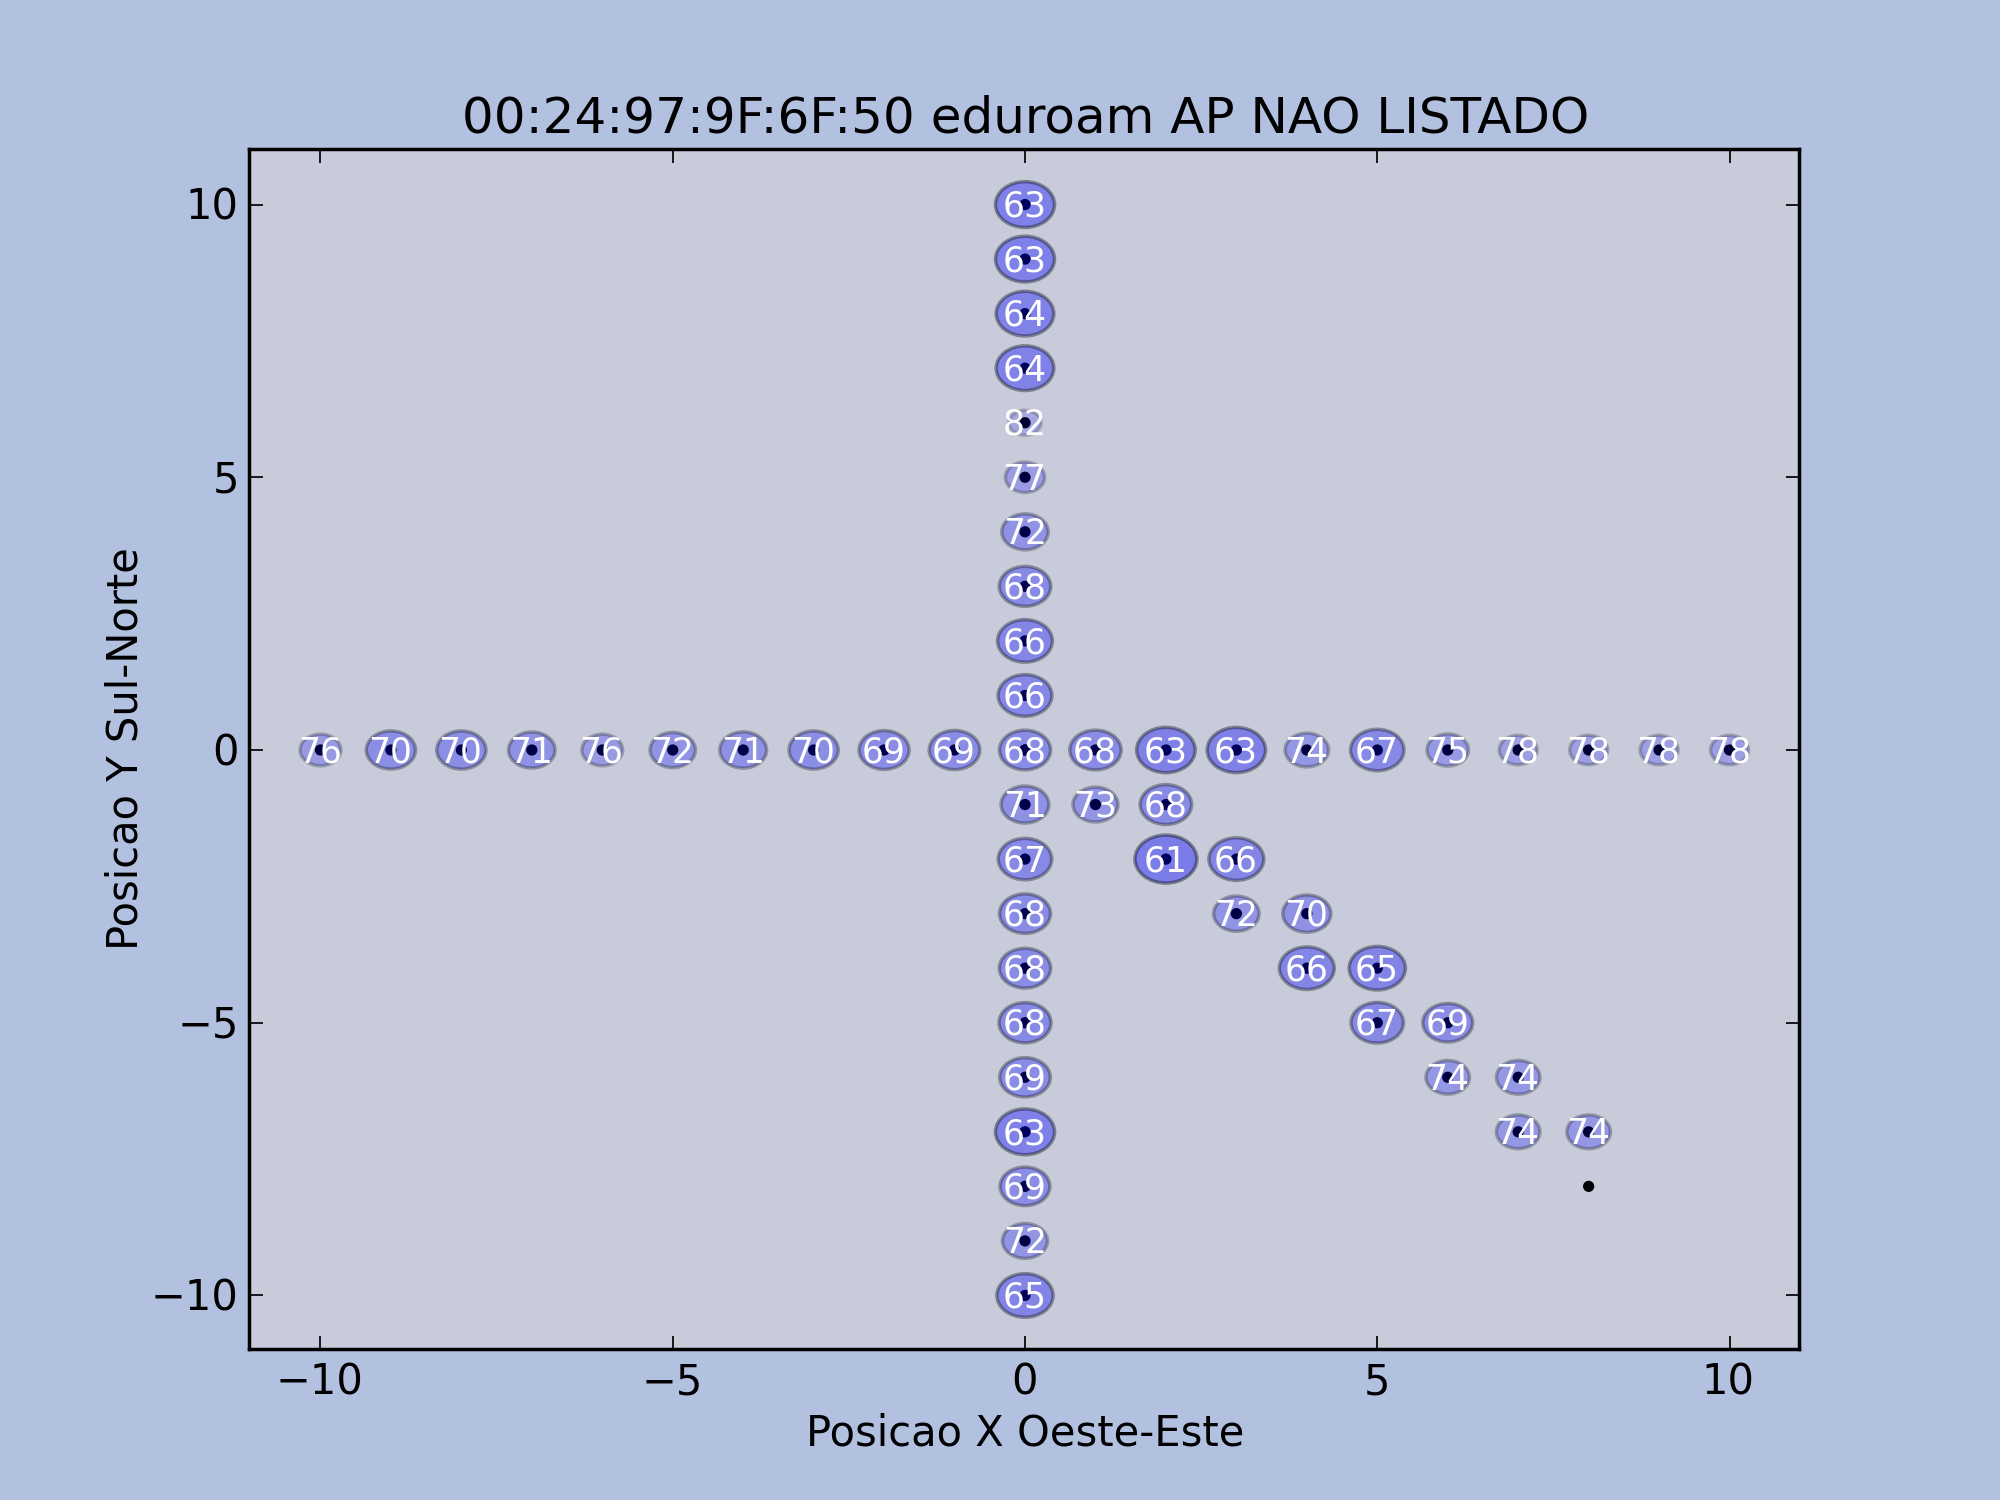 00:24:97:9F:6F:50 eduroam AP NAO LISTADO
10
63
63
64
64
82
5
77
72
68
66
66
0
76 70 70 71 76 72 71 70 69 69 68 68 63 63 74 67 75 78 78 78 78
71 73 68
67 61 66
68 72 70
68 66 65
−5
68 67 69
69 74 74
63 74 74
69
72
−10
65
−10 −5 0 5 10
Posicao X Oeste-Este
Posicao Y Sul-Norte